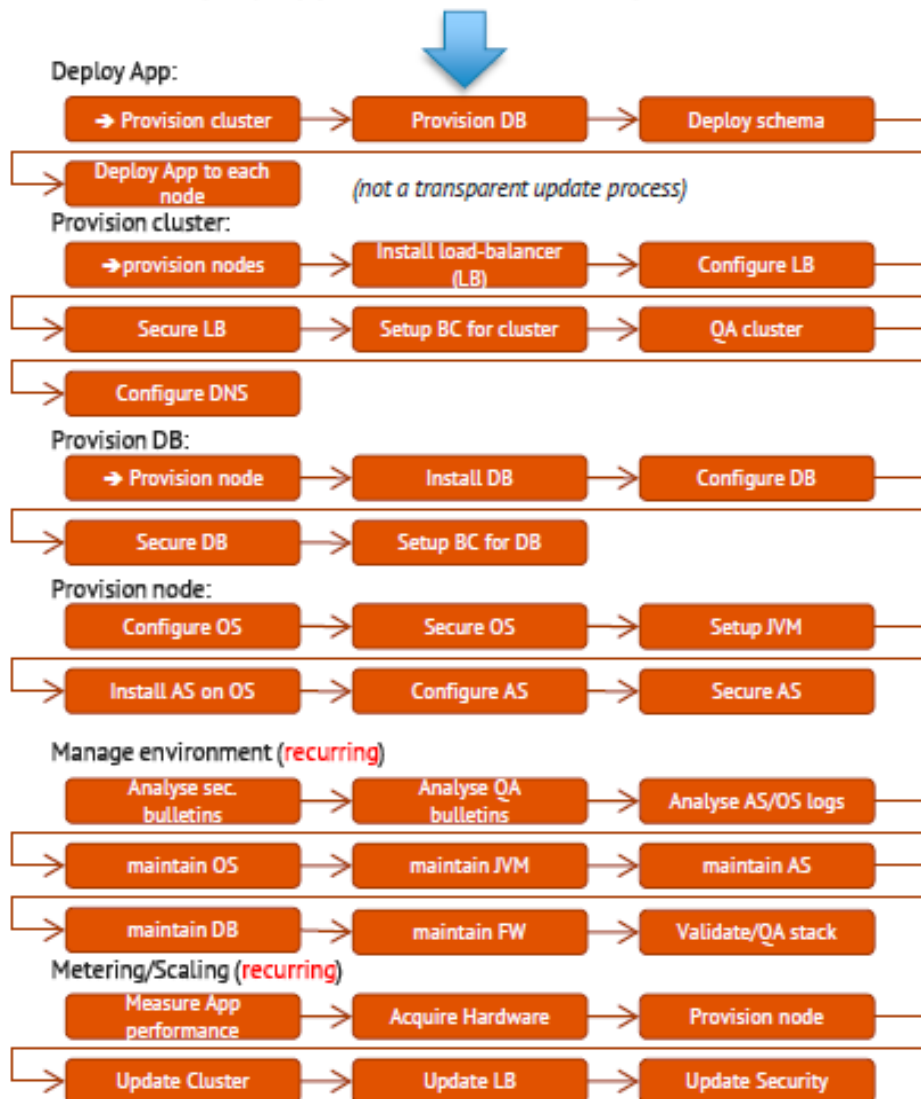 Deploy App:
➔ Provision cluster
Provision DB
Deploy schema
Deploy App to each
node
(not a transparent update process)
Provision cluster:
➔provision nodes
Install load-balancer
(LB)
Configure LB
Secure LB
Setup BC for cluster
QA cluster
Configure DNS
Provision DB:
➔ Provision node
Install DB
Configure DB
Secure DB
Setup BC for DB
Provision node:
Configure OS
Secure OS
Setup JVM
Install AS on OS
Configure AS
Secure AS
Manage environment (recurring)
Analyse sec.
bulletins
Analyse QA
bulletins
Analyse AS/OS logs
maintain OS
maintain JVM
maintain AS
maintain DB
maintain FW
Validate/QA stack
Metering/Scaling (recurring)
Measure App
performance
Acquire Hardware
Provision node
Update Cluster
Update LB
Update Security